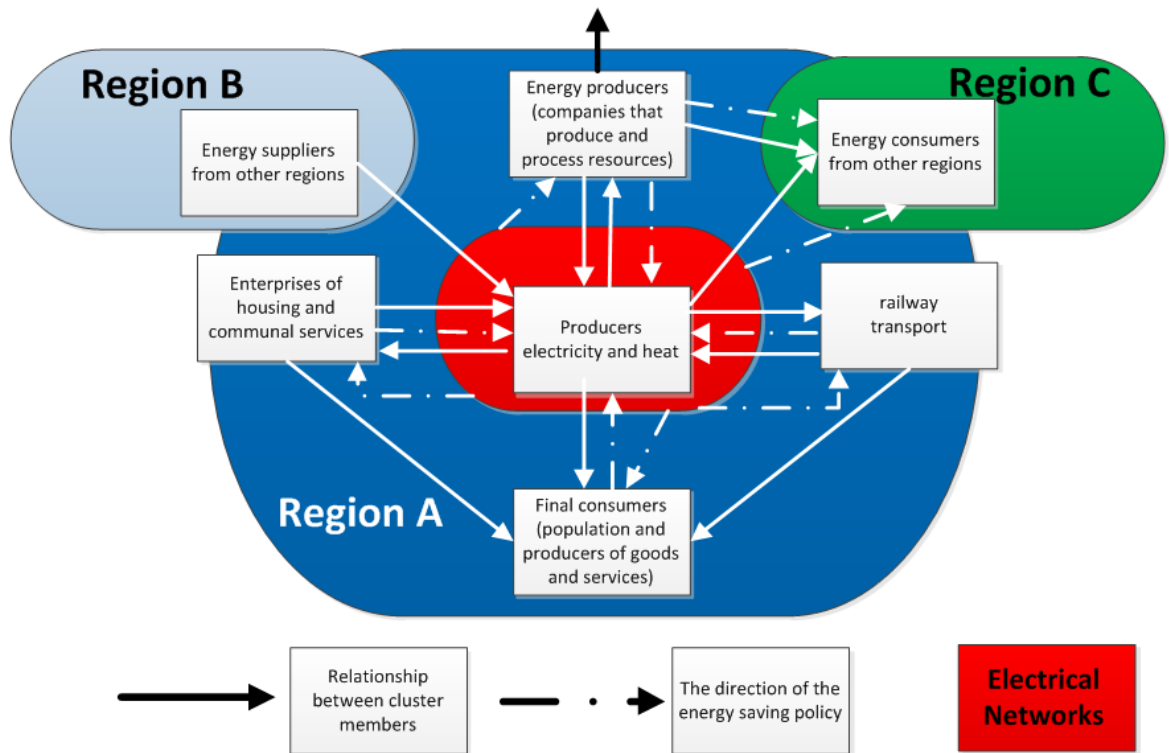 Region B
Region C
Energy producers
(companies that
produce and
process resources)
Energy suppliers
from other regions
Energy consumers
from other regions
Enterprises of
housing and
communal services
Producers
electricity and heat
railway
transport
Region A
Final consumers
(population and
producers of goods
and services)
Relationship
between cluster
members
The direction of the
energy saving policy
Electrical
Networks